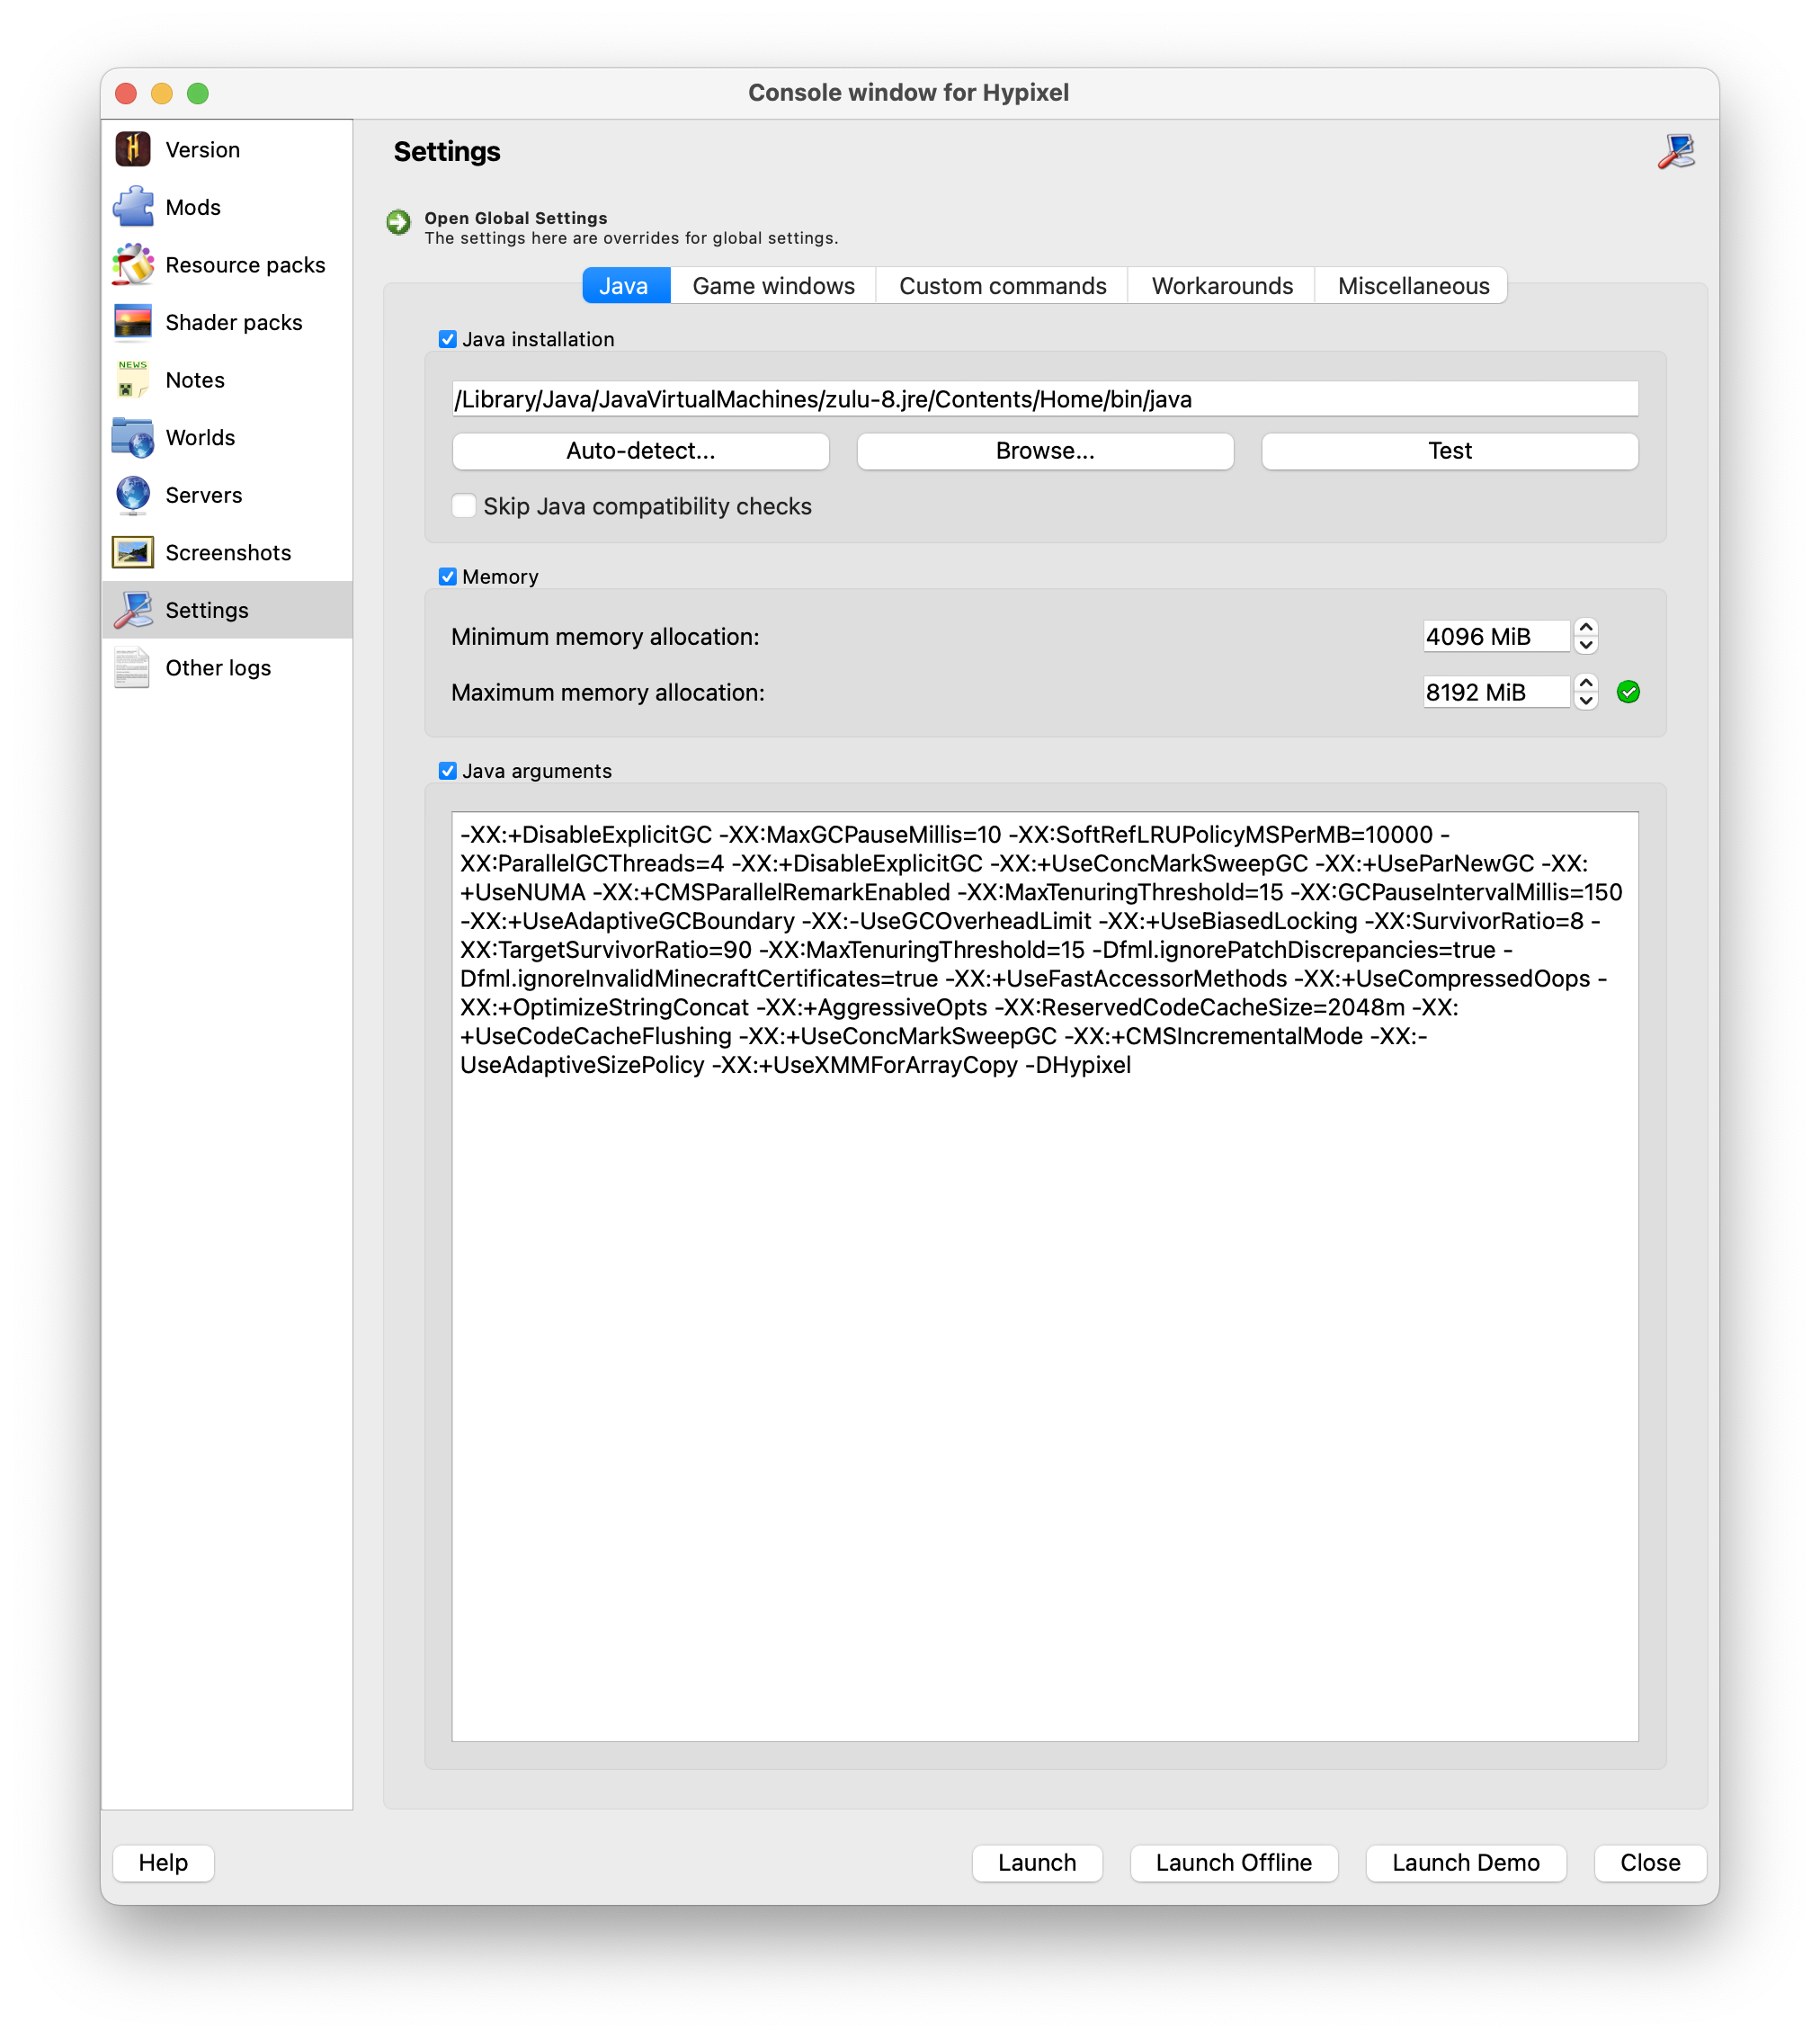 Console window for Hypixel
Version
Mods
Resource packs
Shader packs
NEWS
Notes
Worlds
Servers
Screenshots
Settings
Other logs
Settings
Open Global Settings
The settings here are overrides for global settings.
Java
Game windows
Custom commands
Workarounds
Miscellaneous
Java installation
/Library/Java/JavaVirtualMachines/zulu-8.jre/Contents/Home/bin/java
Auto-detect...
Browse...
Test
Skip Java compatibility checks
Memory
Minimum memory allocation:
4096 MiB
Maximum memory allocation:
8192 MiB
Java arguments
-XX:+DisableExplicitGC -XX:MaxGCPauseMillis=10 -XX:SoftRefLRUPolicyMSPerMB=10000 -
XX:ParallelGCThreads=4 -XX:+DisableExplicitGC -XX:+UseConcMarkSweepGC -XX:+UseParNewGC -XX:
+UseNUMA -XX:+CMSParallelRemarkEnabled -XX:MaxTenuringThreshold=15 -XX:GCPauseIntervalMillis=150
-XX:+UseAdaptiveGCBoundary -XX:-UseGCOverheadLimit -XX:+UseBiasedLocking -XX:SurvivorRatio=8 -
XX:TargetSurvivorRatio=90 -XX:MaxTenuringThreshold=15 -Dfml.ignorePatchDiscrepancies=true -
Dfml.ignoreInvalidMinecraftCertificates=true -XX:+UseFastAccessorMethods -XX:+UseCompressedOops -
XX:+OptimizeStringConcat -XX:+AggressiveOpts -XX:ReservedCodeCacheSize=2048m -XX:
+UseCodeCacheFlushing -XX:+UseConcMarkSweepGC -XX:+CMSIncrementalMode -XX:-
UseAdaptiveSizePolicy -XX:+UseXMMForArrayCopy -DHypixel
Help
Launch
Launch Offline
Launch Demo
Close